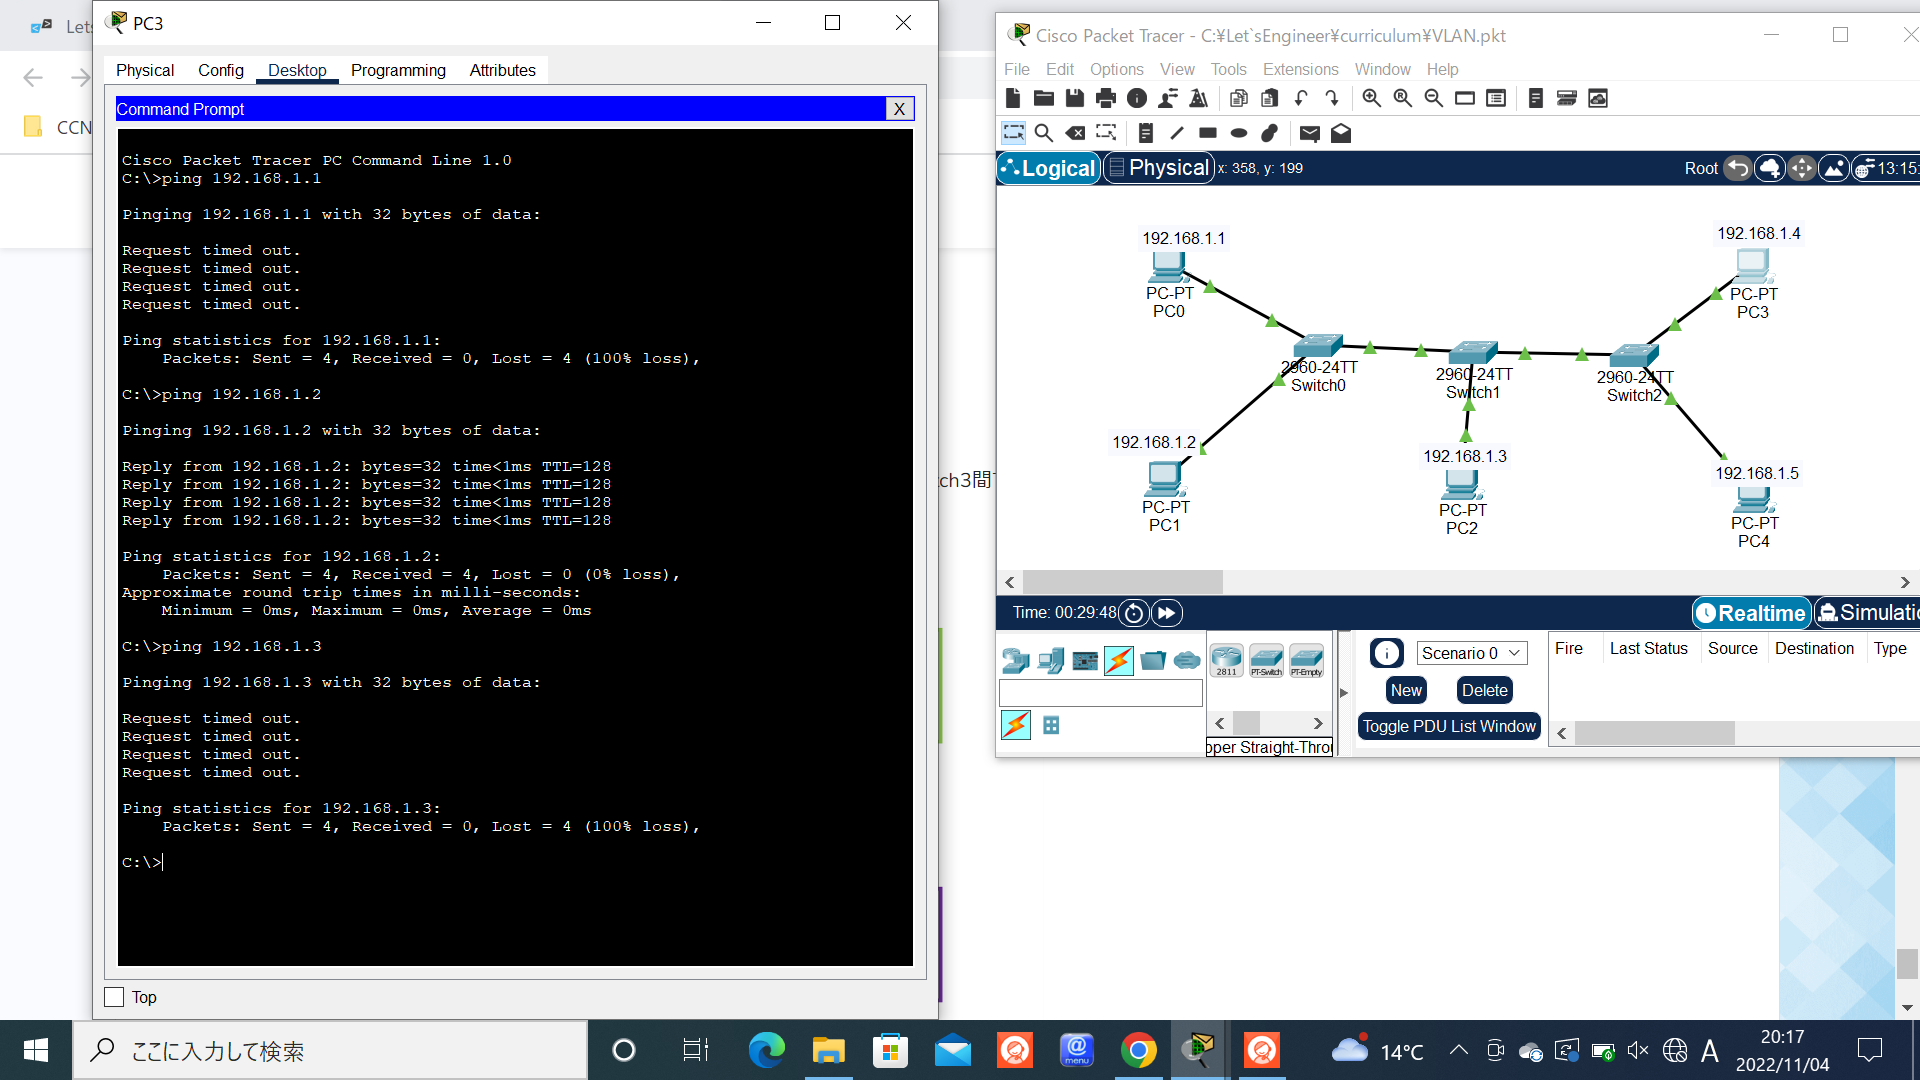 Lets
CCN
PC3
Physical Config Desktop Programming Attributes
Command Prompt X
Cisco Packet Tracer PC Command Line 1.0
C:\>ping 192.168.1.1
Pinging 192.168.1.1 with 32 bytes of data:
Request timed out.
Request timed out.
Request timed out.
Request timed out.
Ping statistics for 192.168.1.1:
Packets: Sent = 4, Received = 0, Lost = 4 (100% loss),
C:\>ping 192.168.1.2
Pinging 192.168.1.2 with 32 bytes of data:
Reply from 192.168.1.2: bytes=32 time<1ms TTL=128
Reply from 192.168.1.2: bytes=32 time<1ms TTL=128
Reply from 192.168.1.2: bytes=32 time<1ms TTL=128
Reply from 192.168.1.2: bytes=32 time<1ms TTL=128
Ping statistics for 192.168.1.2:
Packets: Sent = 4, Received = 4, Lost = 0 (0% loss),
Approximate round trip times in milli-seconds:
Minimum = 0ms, Maximum = 0ms, Average = 0ms
C:\>ping 192.168.1.3
Pinging 192.168.1.3 with 32 bytes of data:
Request timed out.
Request timed out.
Request timed out.
Request timed out.
Ping statistics for 192.168.1.3:
Packets: Sent = 4, Received = 0, Lost = 4 (100% loss),
C:\>
Top
tch3間
Cisco Packet Tracer - C:¥Let`sEngineer¥curriculum¥VLAN.pkt
File Edit Options View Tools Extensions Window Help
Logical Physical x: 358, y: 199 Root 13:15:
192.168.1.1
PC-PT
PC0
192.168.1.4
PC-PT
PC3
2960-24TT
Switch0
2960-24TT
Switch1
2960-24TT
Switch2
192.168.1.2
PC-PT
PC1
192.168.1.3
PC-PT
PC2
192.168.1.5
PC-PT
PC4
Time: 00:29:48 Realtime Simulatio
2811 PT-Switch PT-Empty
pper Straight-Throu
Scenario 0
New Delete
Toggle PDU List Window
Fire Last Status Source Destination Type
ここに入力して検索
@ menu
14°C A
20:17
2022/11/04